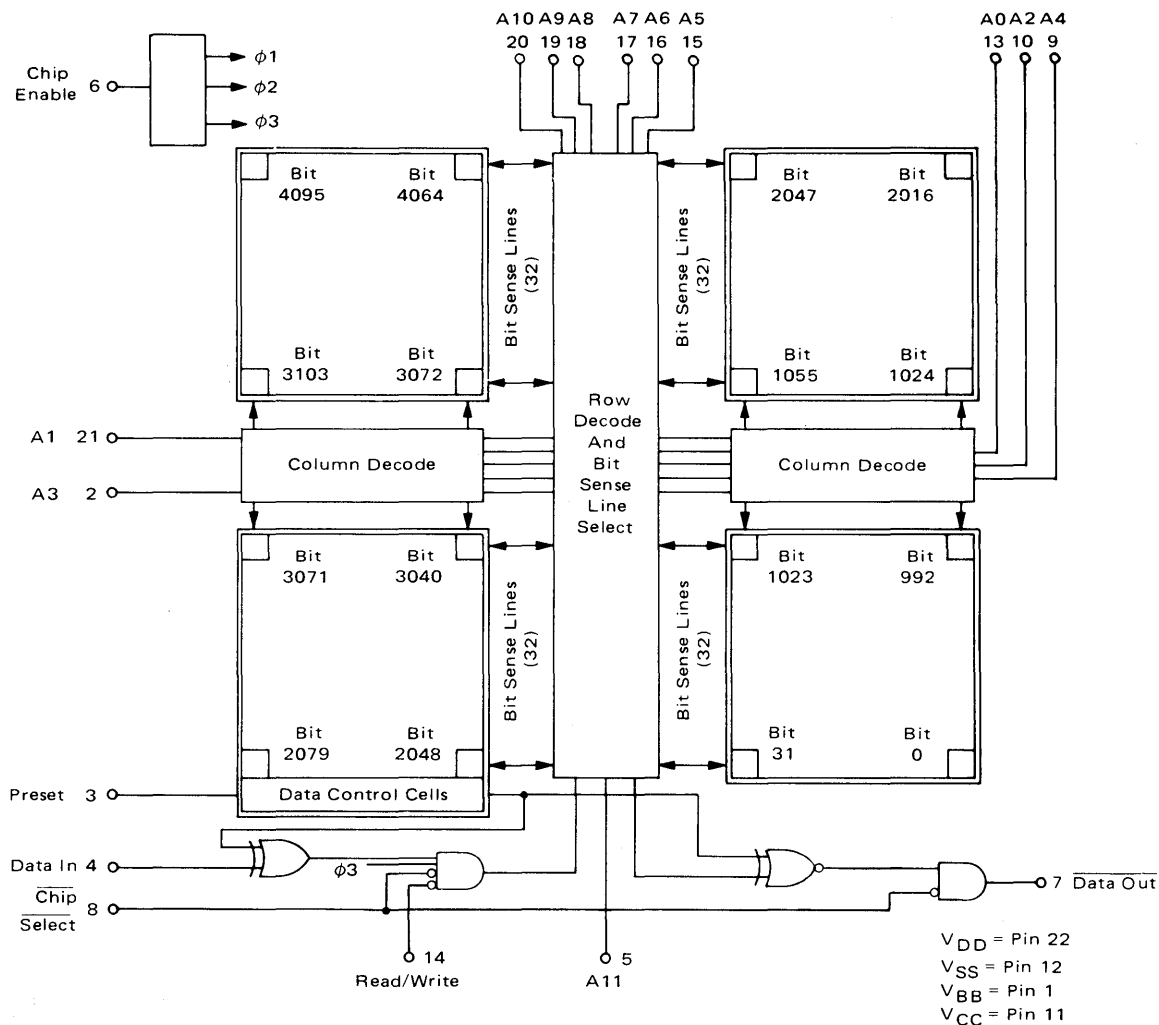 A10 A9 A8 A7 A6 A5 A0 A2 A4
20 19 18 17 16 15 13 10 9
Chip
Enable 6
ϕ1
ϕ2
ϕ3
Bit
4095
Bit
4064
Bit
2047
Bit
2016
Bit Sense Lines
(32)
Bit Sense Lines
(32)
Bit
3103
Bit
3072
Bit
1055
Bit
1024
Row
Decode
And
Bit
Sense
Line
Select
A1 21
A3 2
Column Decode
Column Decode
Bit
3071
Bit
3040
Bit
1023
Bit
992
Bit Sense Lines
(32)
Bit Sense Lines
(32)
Bit
2079
Bit
2048
Bit
31
Bit
0
Preset 3
Data Control Cells
Data In 4
ϕ3
Chip
Select
8
7 Data Out
14
Read/Write
5
A11
VDD = Pin 22
VSS = Pin 12
VBB = Pin 1
VCC = Pin 11